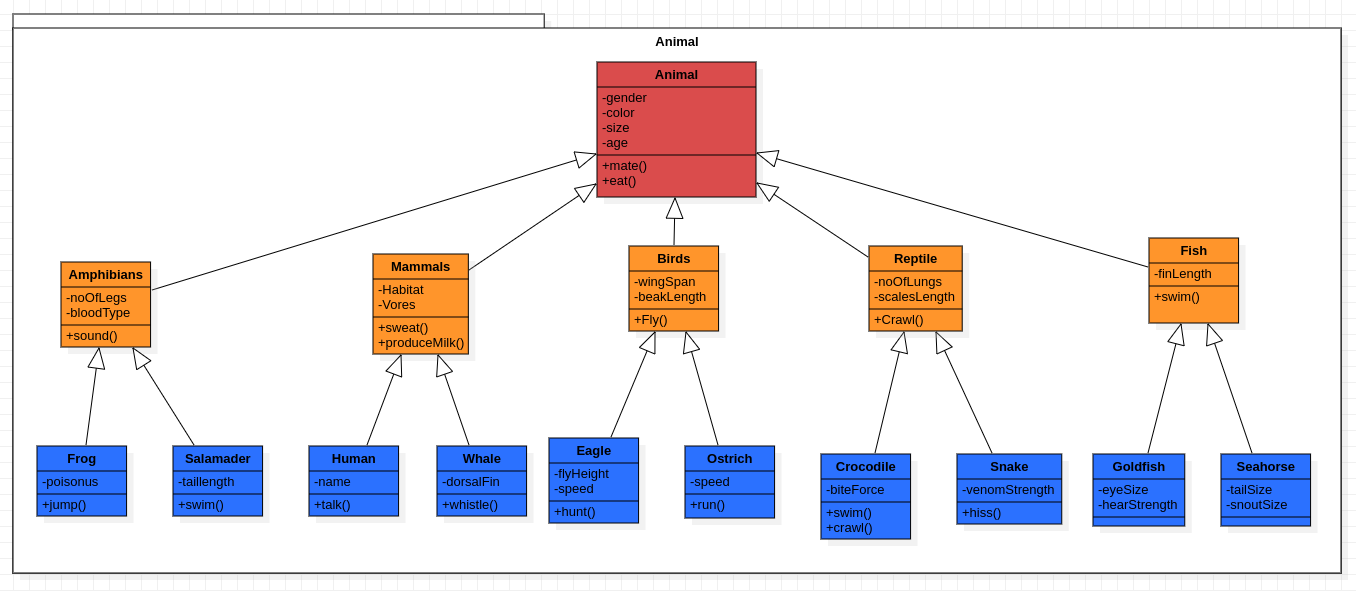 Animal
Animal
-gender
-color
-size
-age
+mate()
+eat()
Amphibians
-noOfLegs
-bloodType
+sound()
Mammals
-Habitat
-Vores
+sweat()
+produceMilk()
Birds
-wingSpan
-beakLength
+Fly()
Reptile
-noOfLungs
-scalesLength
+Crawl()
Fish
-finLength
+swim()
Frog
-poisonus
+jump()
Salamader
-taillength
+swim()
Human
-name
+talk()
Whale
-dorsalFin
+whistle()
Eagle
-flyHeight
-speed
+hunt()
Ostrich
-speed
+run()
Crocodile
-biteForce
+swim()
+crawl()
Snake
-venomStrength
+hiss()
Goldfish
-eyeSize
-hearStrength
Seahorse
-tailSize
-snoutSize